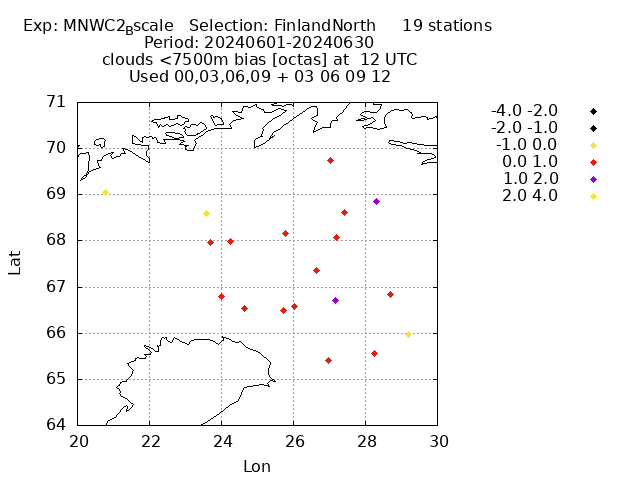 Exp: MNWC2_Bscale   Selection: FinlandNorth     19 stations
Period: 20240601-20240630
clouds <7500m bias [octas] at  12 UTC
Used 00,03,06,09 + 03 06 09 12
-4.0 -2.0
-2.0 -1.0
-1.0 0.0
0.0 1.0
1.0 2.0
2.0 4.0
71
70
69
68
67
66
65
64
Lat
20 22 24 26 28 30
Lon